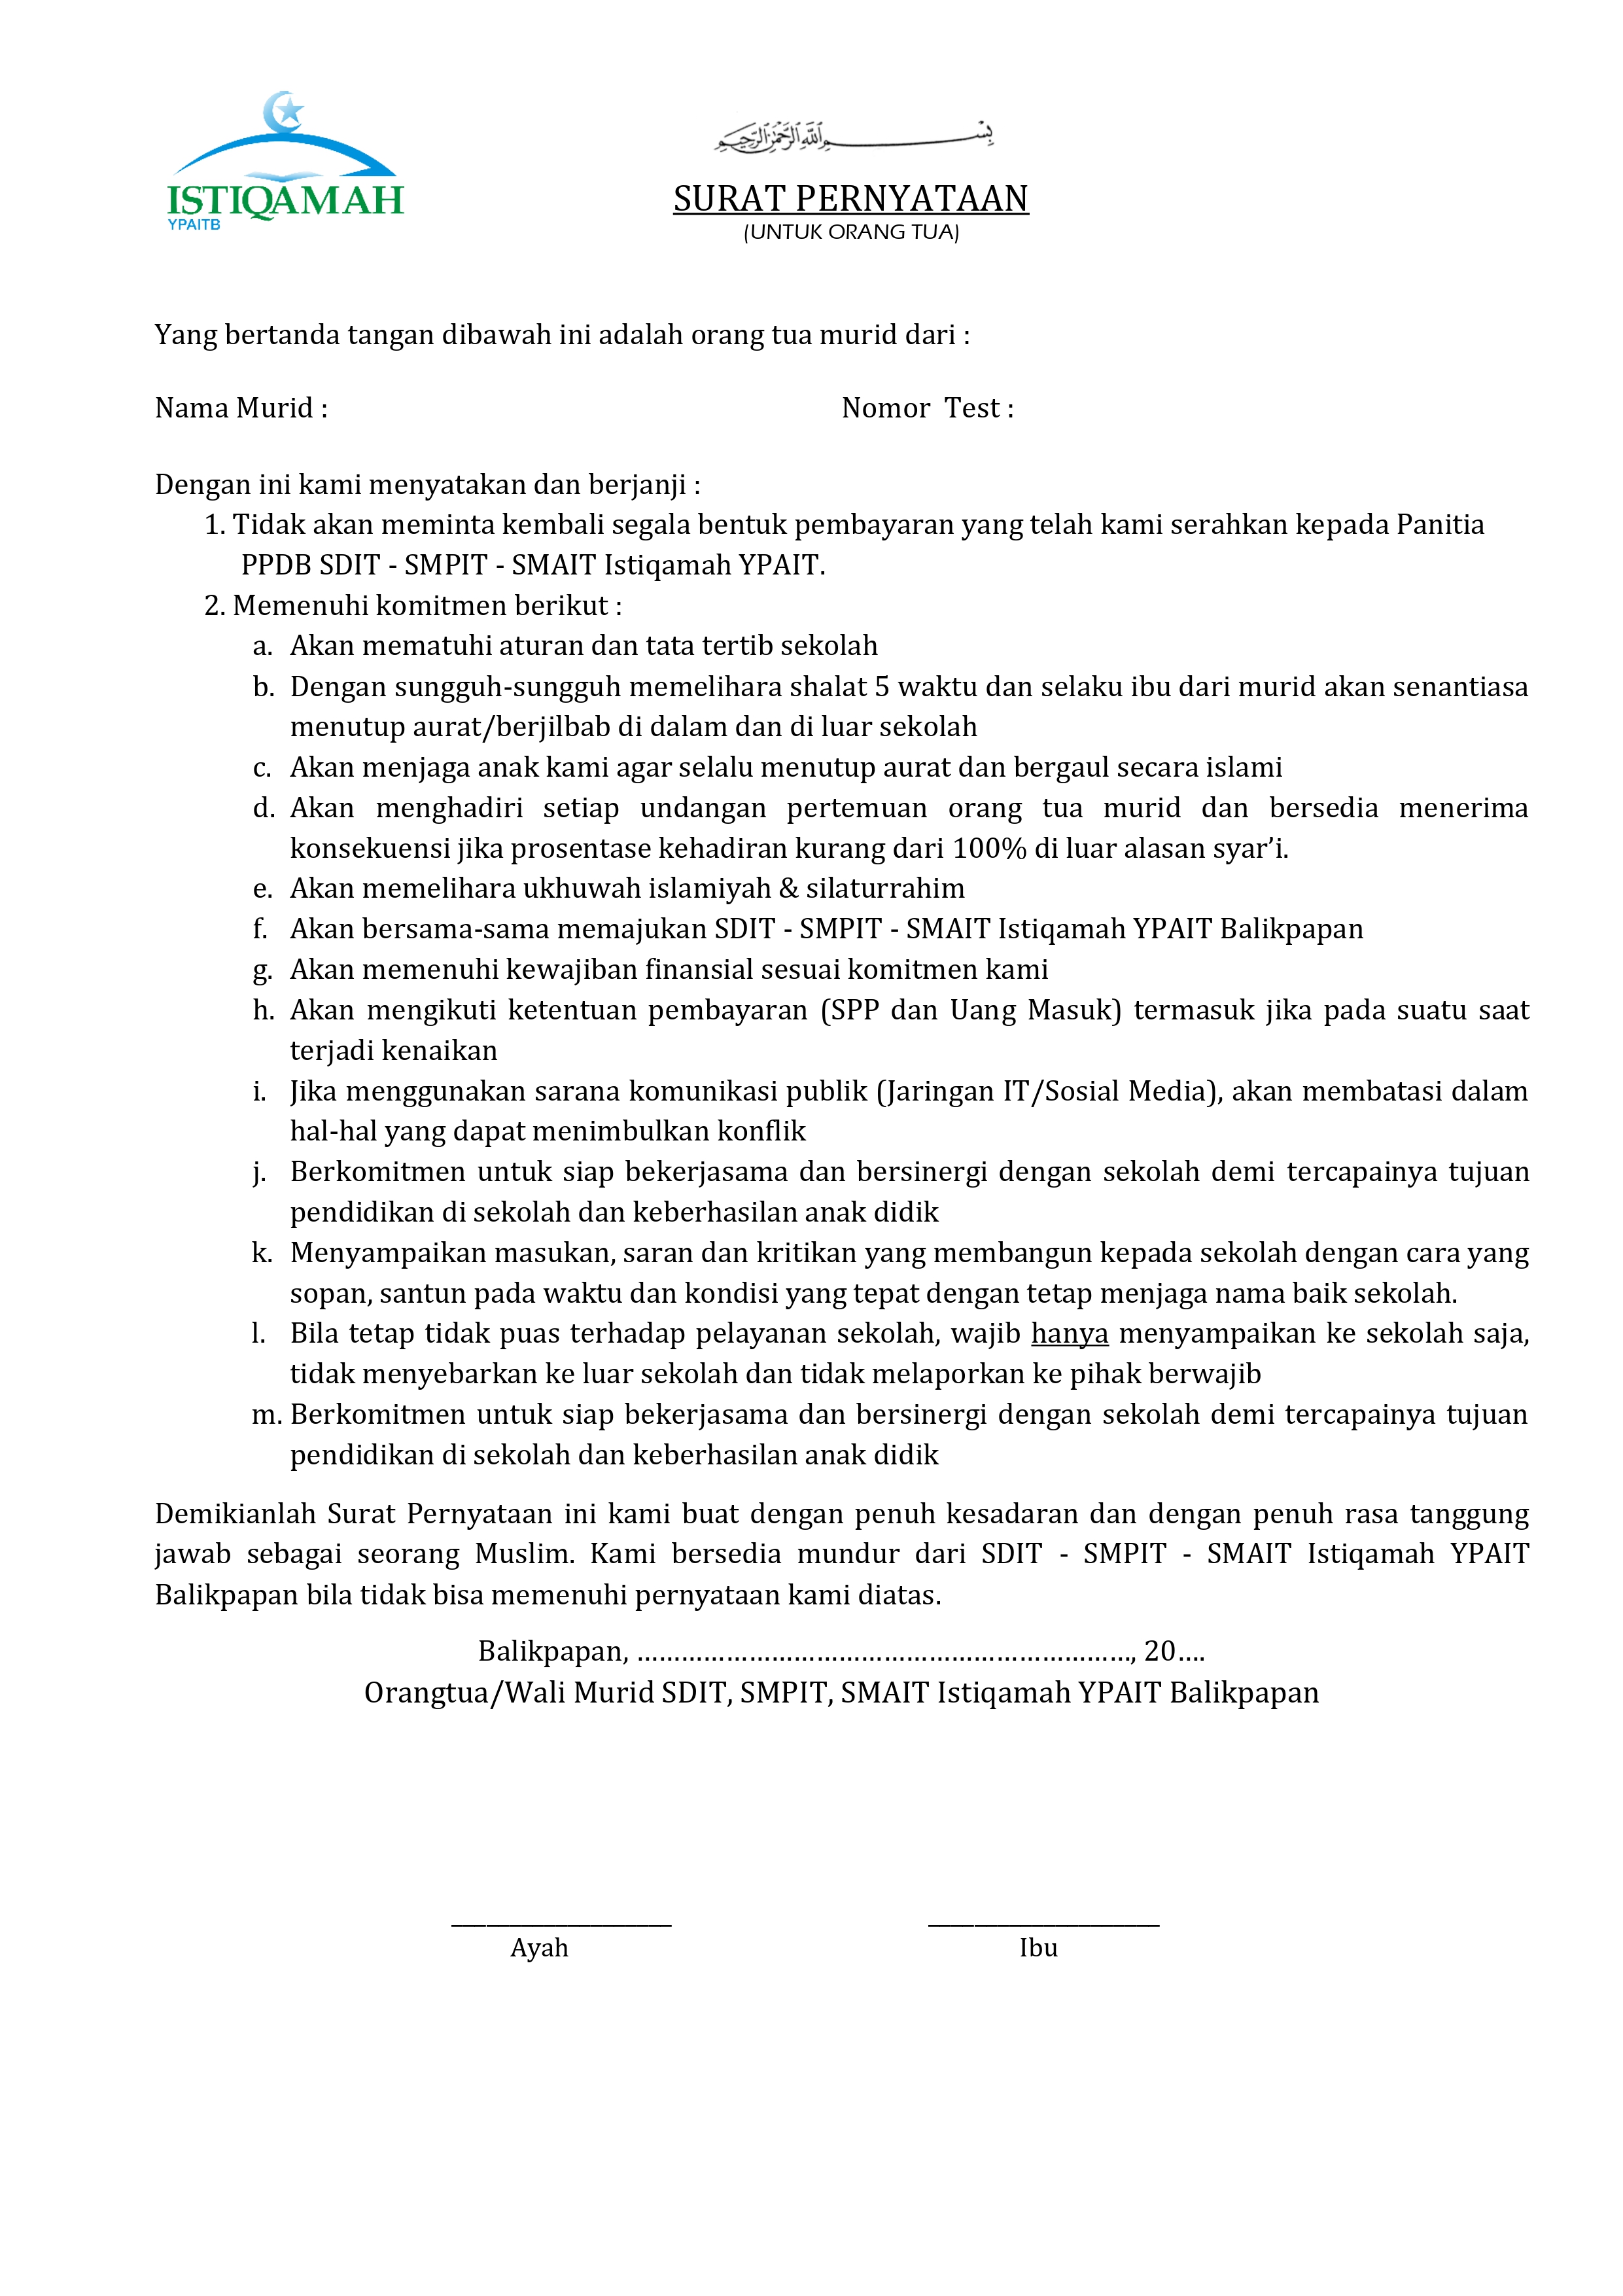 ISTIQAMAH
YPAITB
بِسْــــــــمِ اللَّهِ الرَّحْمَٰنِ الرَّحِيمِ
SURAT PERNYATAAN
(UNTUK ORANG TUA)
Yang bertanda tangan dibawah ini adalah orang tua murid dari :
Nama Murid : Nomor Test :
Dengan ini kami menyatakan dan berjanji :
1. Tidak akan meminta kembali segala bentuk pembayaran yang telah kami serahkan kepada Panitia
PPDB SDIT - SMPIT - SMAIT Istiqamah YPAIT.
2. Memenuhi komitmen berikut :
a. Akan mematuhi aturan dan tata tertib sekolah
b. Dengan sungguh-sungguh memelihara shalat 5 waktu dan selaku ibu dari murid akan senantiasa
menutup aurat/berjilbab di dalam dan di luar sekolah
c. Akan menjaga anak kami agar selalu menutup aurat dan bergaul secara islami
d. Akan menghadiri setiap undangan pertemuan orang tua murid dan bersedia menerima
konsekuensi jika prosentase kehadiran kurang dari 100% di luar alasan syar’i.
e. Akan memelihara ukhuwah islamiyah & silaturrahim
f. Akan bersama-sama memajukan SDIT - SMPIT - SMAIT Istiqamah YPAIT Balikpapan
g. Akan memenuhi kewajiban finansial sesuai komitmen kami
h. Akan mengikuti ketentuan pembayaran (SPP dan Uang Masuk) termasuk jika pada suatu saat
terjadi kenaikan
i. Jika menggunakan sarana komunikasi publik (Jaringan IT/Sosial Media), akan membatasi dalam
hal-hal yang dapat menimbulkan konflik
j. Berkomitmen untuk siap bekerjasama dan bersinergi dengan sekolah demi tercapainya tujuan
pendidikan di sekolah dan keberhasilan anak didik
k. Menyampaikan masukan, saran dan kritikan yang membangun kepada sekolah dengan cara yang
sopan, santun pada waktu dan kondisi yang tepat dengan tetap menjaga nama baik sekolah.
l. Bila tetap tidak puas terhadap pelayanan sekolah, wajib hanya menyampaikan ke sekolah saja,
tidak menyebarkan ke luar sekolah dan tidak melaporkan ke pihak berwajib
m. Berkomitmen untuk siap bekerjasama dan bersinergi dengan sekolah demi tercapainya tujuan
pendidikan di sekolah dan keberhasilan anak didik
Demikianlah Surat Pernyataan ini kami buat dengan penuh kesadaran dan dengan penuh rasa tanggung
jawab sebagai seorang Muslim. Kami bersedia mundur dari SDIT - SMPIT - SMAIT Istiqamah YPAIT
Balikpapan bila tidak bisa memenuhi pernyataan kami diatas.
Balikpapan, …………………………………………………………, 20….
Orangtua/Wali Murid SDIT, SMPIT, SMAIT Istiqamah YPAIT Balikpapan
___________________ ____________________
Ayah Ibu